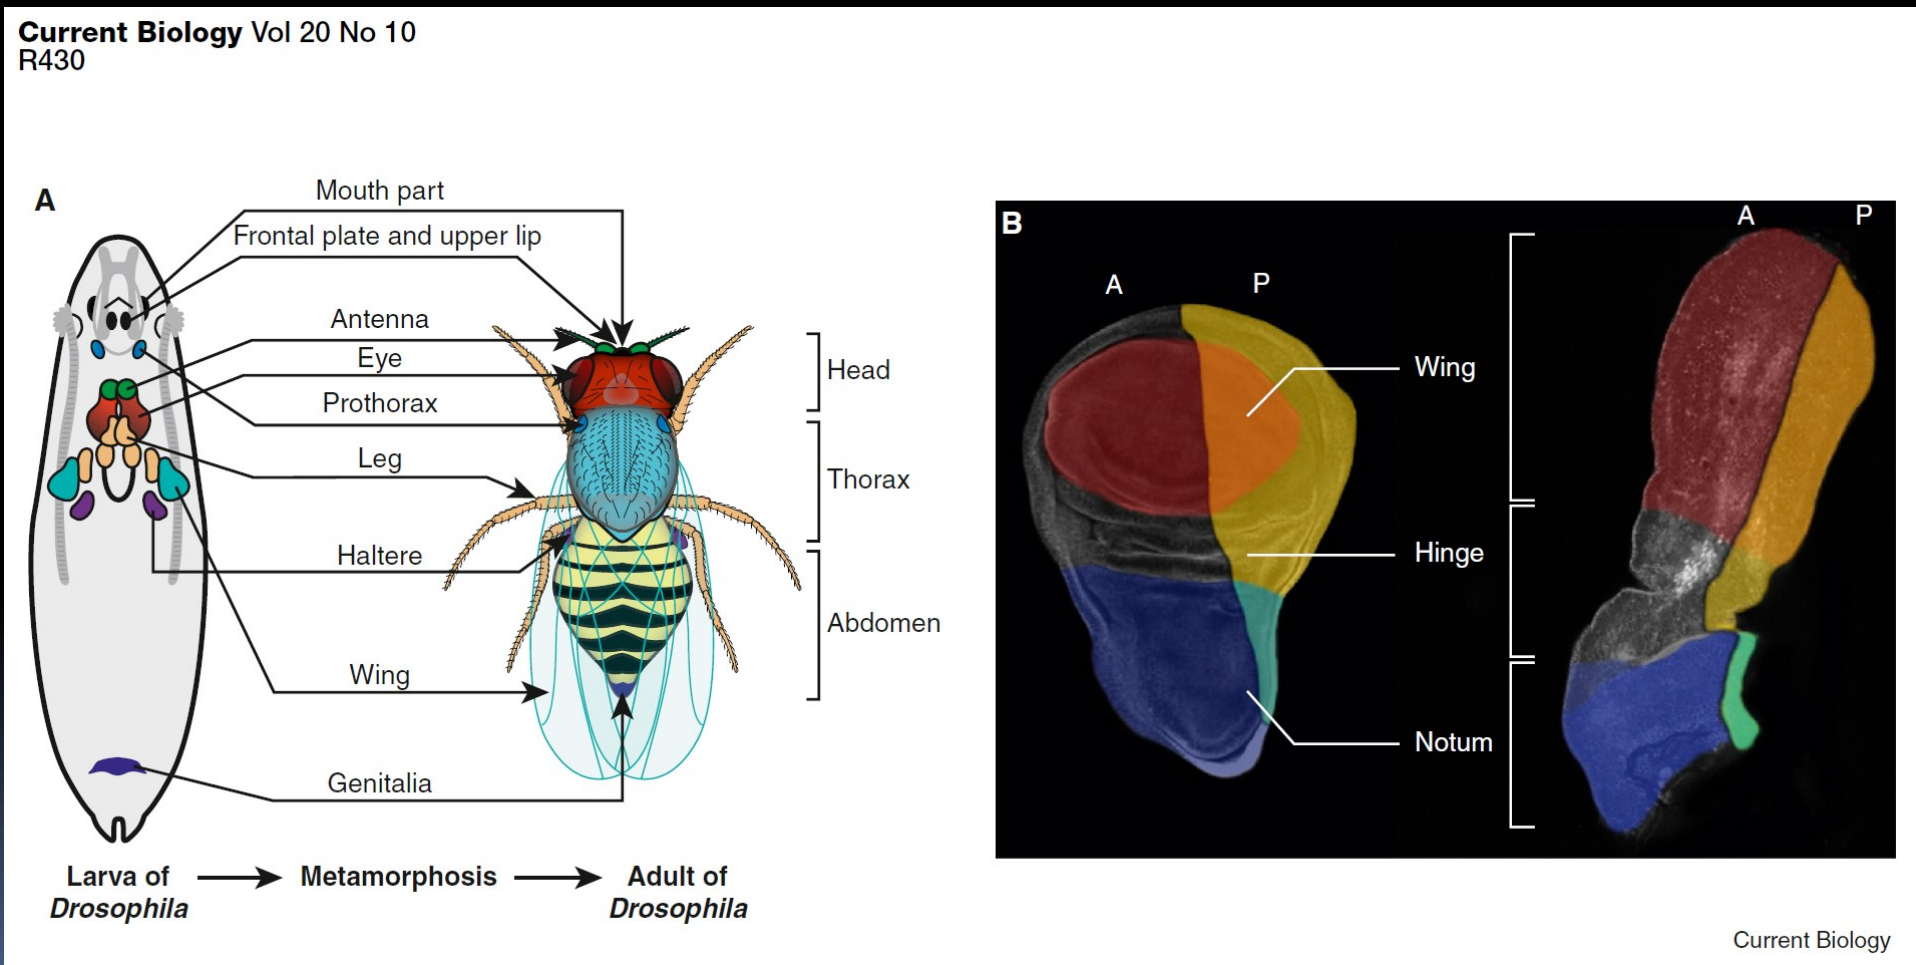 Current Biology Vol 20 No 10
R430
A
Mouth part
Frontal plate and upper lip
Antenna
Eye
Prothorax
Leg
Haltere
Wing
Genitalia
Head
Thorax
Abdomen
Larva of
Drosophila
Metamorphosis
Adult of
Drosophila
B
A P
A P
Wing
Hinge
Notum
Current Biology